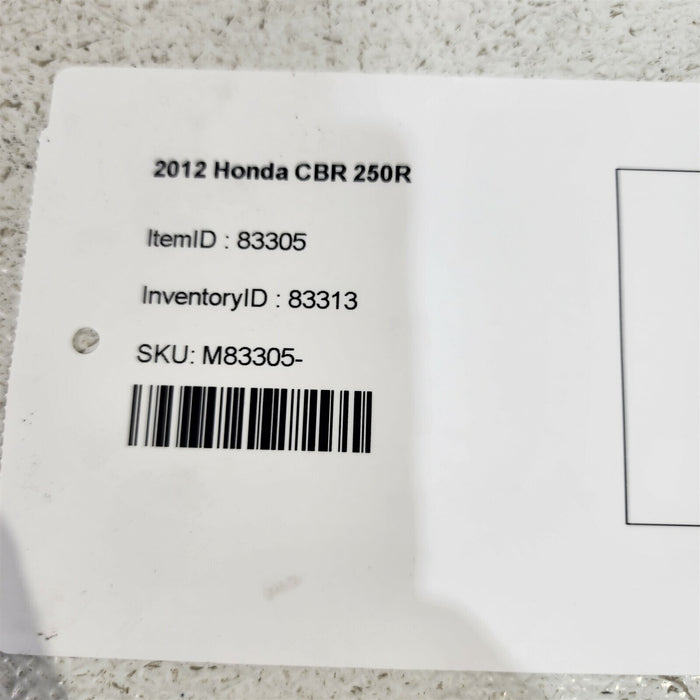 2012 Honda CBR 250R
ItemID : 83305
InventoryID : 83313
SKU: M83305-